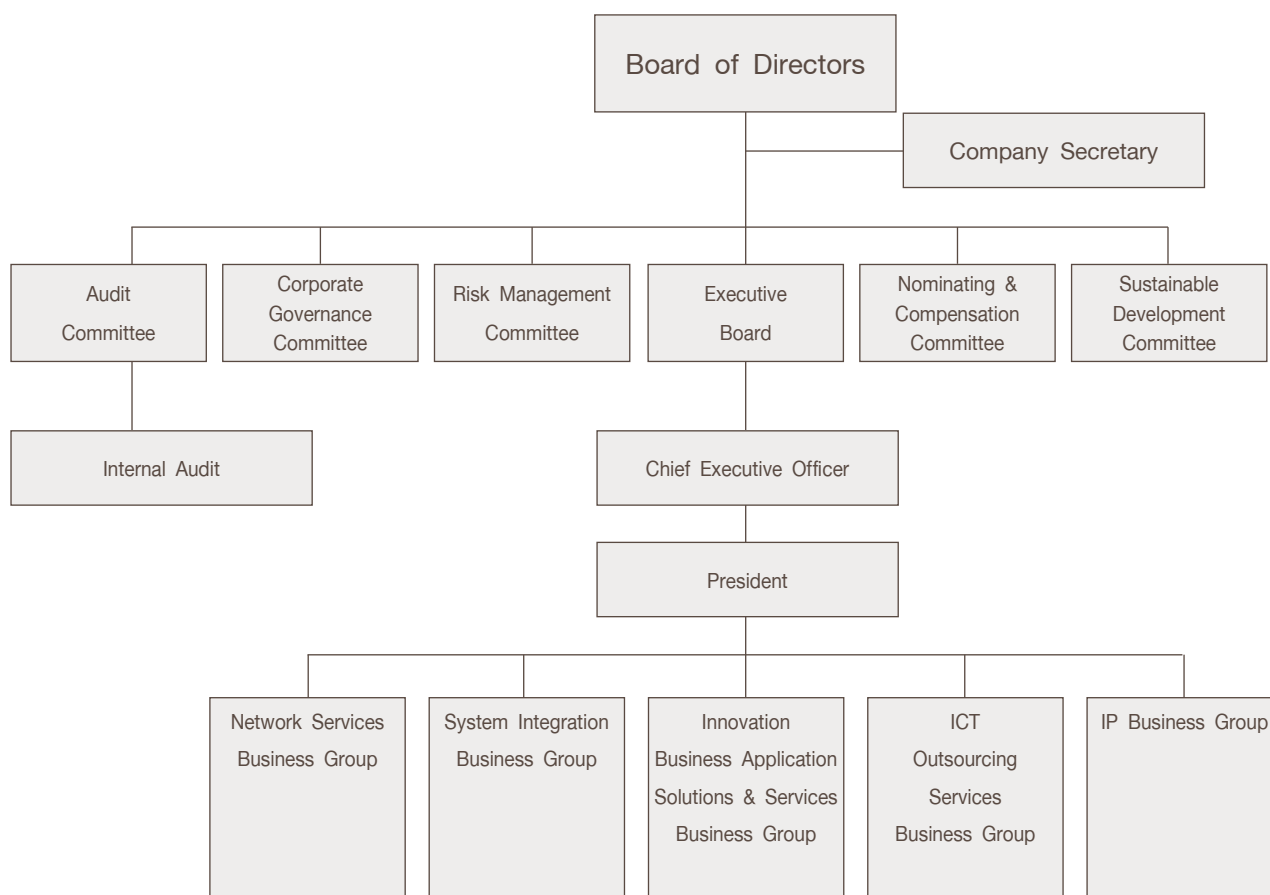 Board of Directors
Company Secretary
Audit
Committee
Corporate
Governance
Committee
Risk Management
Committee
Executive
Board
Nominating &
Compensation
Committee
Sustainable
Development
Committee
Internal Audit
Chief Executive Officer
President
Network Services
Business Group
System Integration
Business Group
Innovation
Business Application
Solutions & Services
Business Group
ICT
Outsourcing
Services
Business Group
IP Business Group